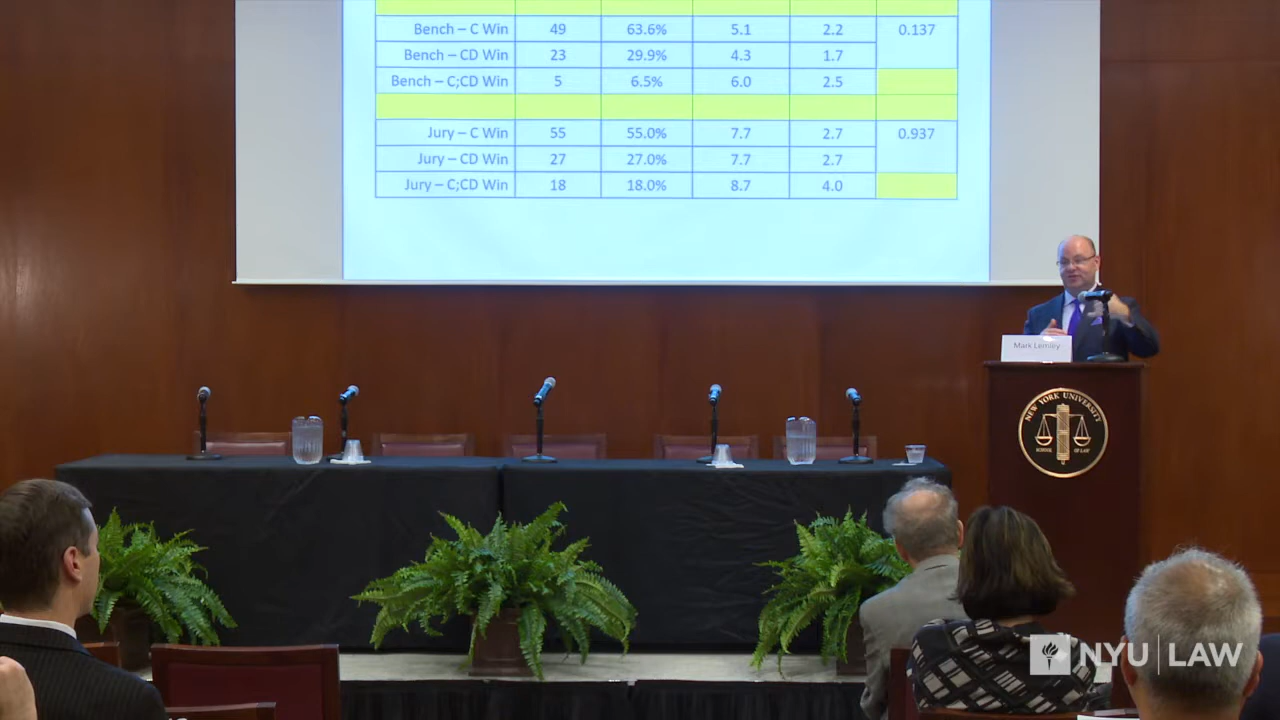 Bench – C Win 49 63.6% 5.1 2.2 0.137
Bench – CD Win 23 29.9% 4.3 1.7
Bench – C;CD Win 5 6.5% 6.0 2.5
Jury – C Win 55 55.0% 7.7 2.7 0.937
Jury – CD Win 27 27.0% 7.7 2.7
Jury – C;CD Win 18 18.0% 8.7 4.0
Mark Lemley
NEW YORK UNIVERSITY
SCHOOL OF LAW
NYU | LAW